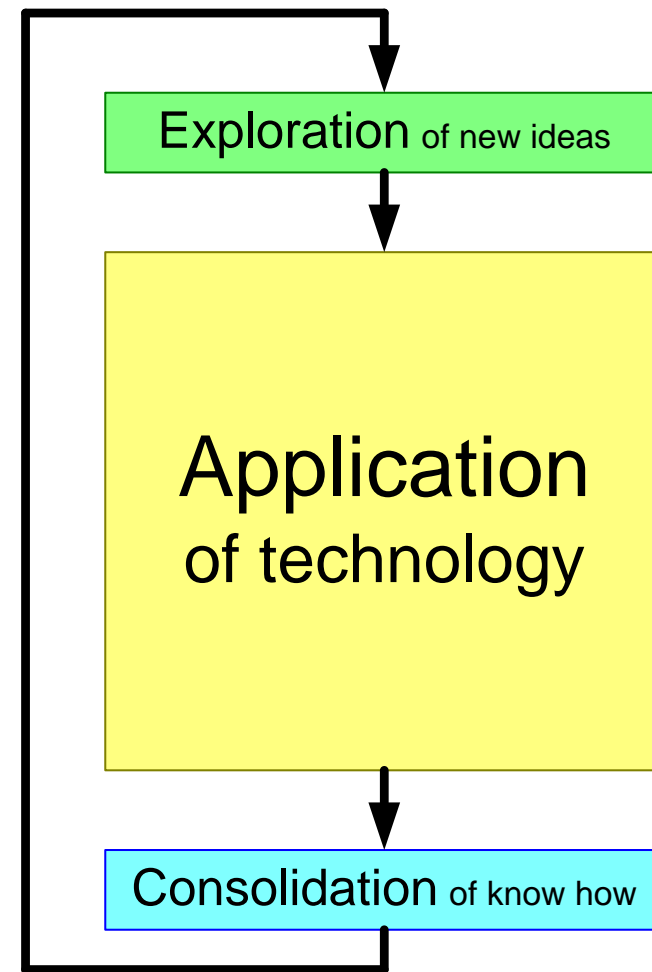 Exploration of new ideas
Application
of technology
Consolidation of know how